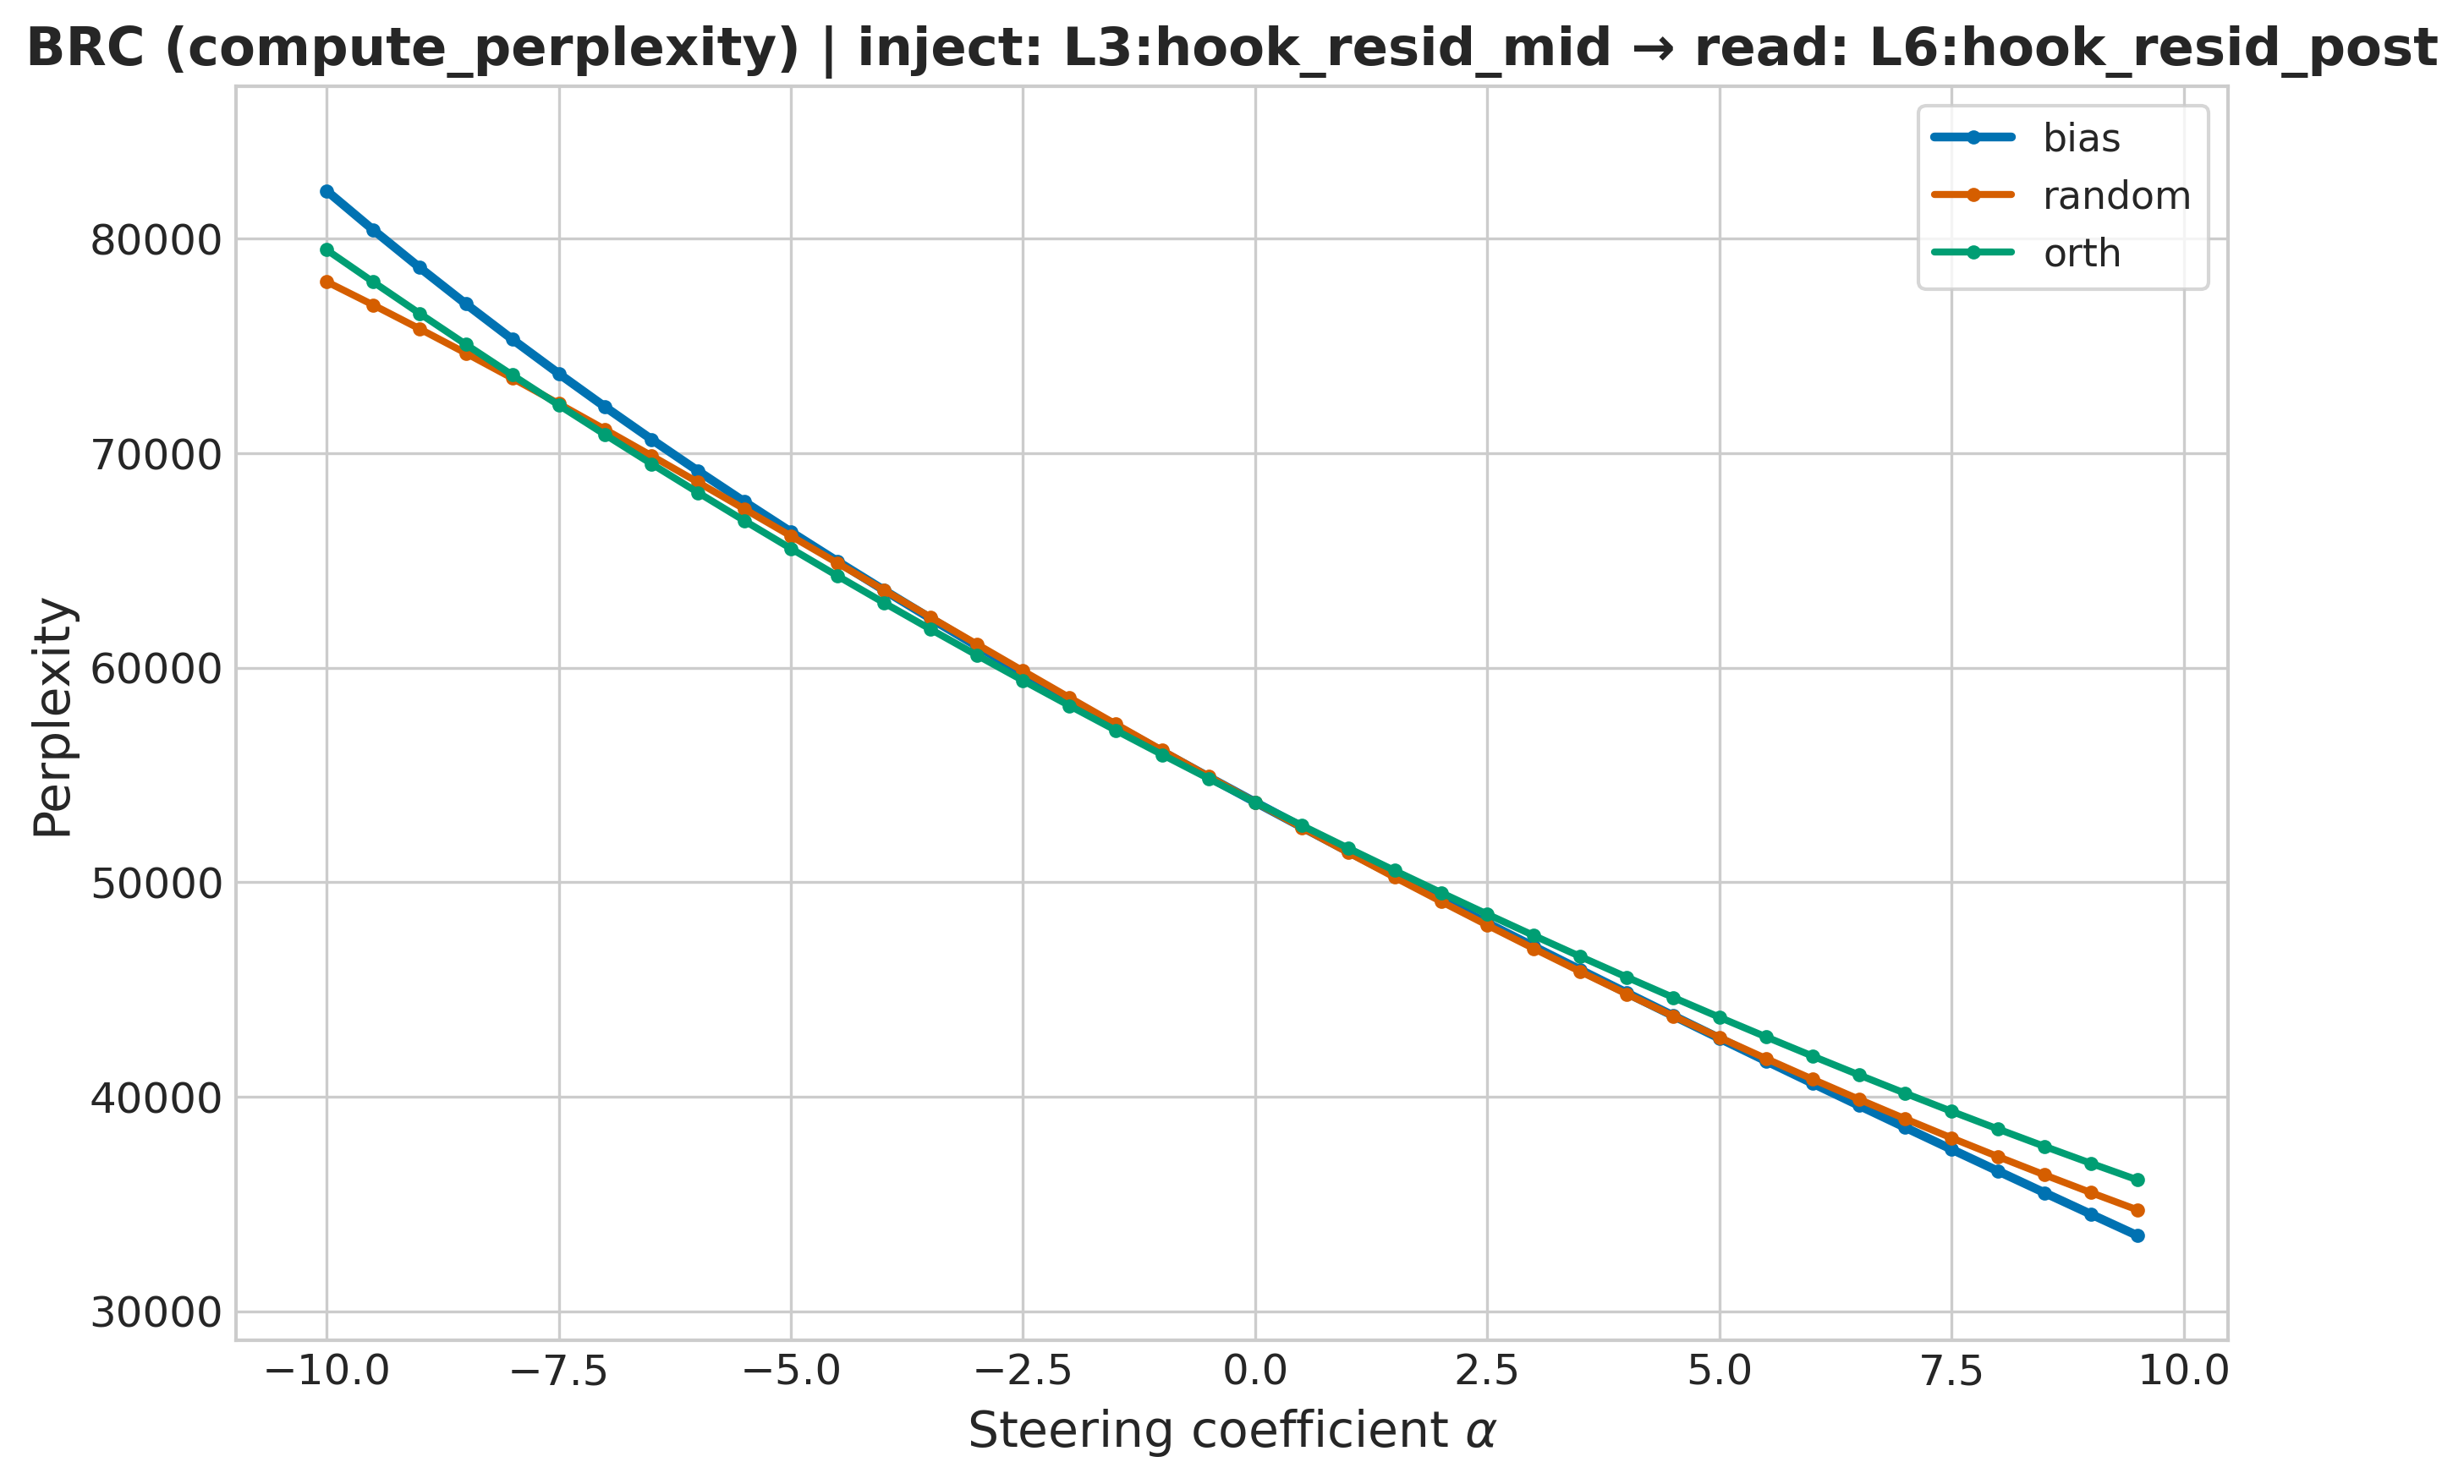 BRC (compute_perplexity) | inject: L3:hook_resid_mid → read: L6:hook_resid_post
bias
random
orth
80000
70000
60000
50000
40000
30000
Perplexity
−10.0
−7.5
−5.0
−2.5
0.0
2.5
5.0
7.5
10.0
Steering coefficient α